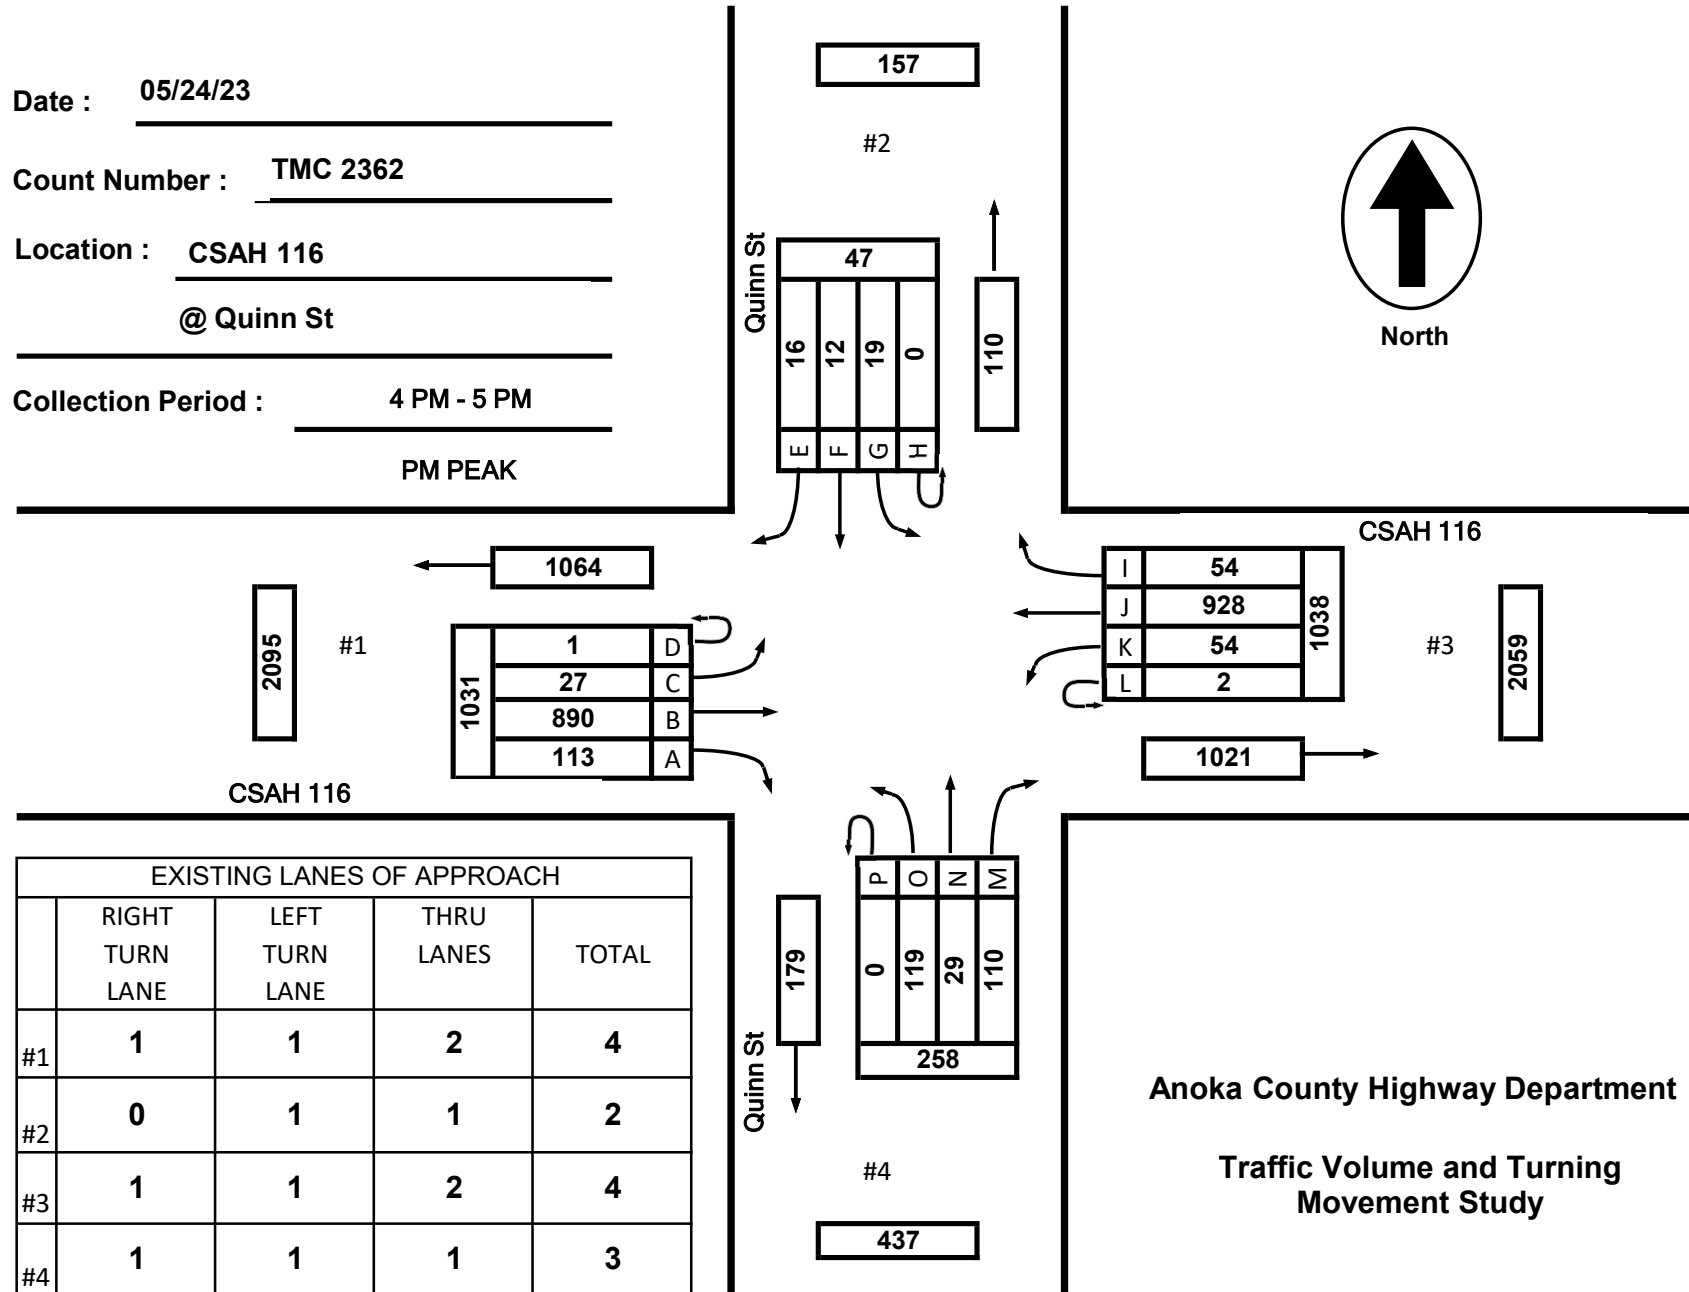 Date : 05/24/23
Count Number : TMC 2362
Location : CSAH 116
@ Quinn St
Collection Period : 4 PM - 5 PM
PM PEAK
157
#2
Quinn St
47
16 12 19 0
E F G H
110
North
CSAH 116
1064
2095
#1
1031
1 D
27 C
890 B
113 A
CSAH 116
I 54
J 928
K 54
L 2
1038
#3
2059
1021
P O N M
0 119 29 110
258
179
Quinn St
#4
437
EXISTING LANES OF APPROACH
RIGHT TURN LANE
LEFT TURN LANE
THRU LANES
TOTAL
#1 1 1 2 4
#2 0 1 1 2
#3 1 1 2 4
#4 1 1 1 3
Anoka County Highway Department
Traffic Volume and Turning
Movement Study